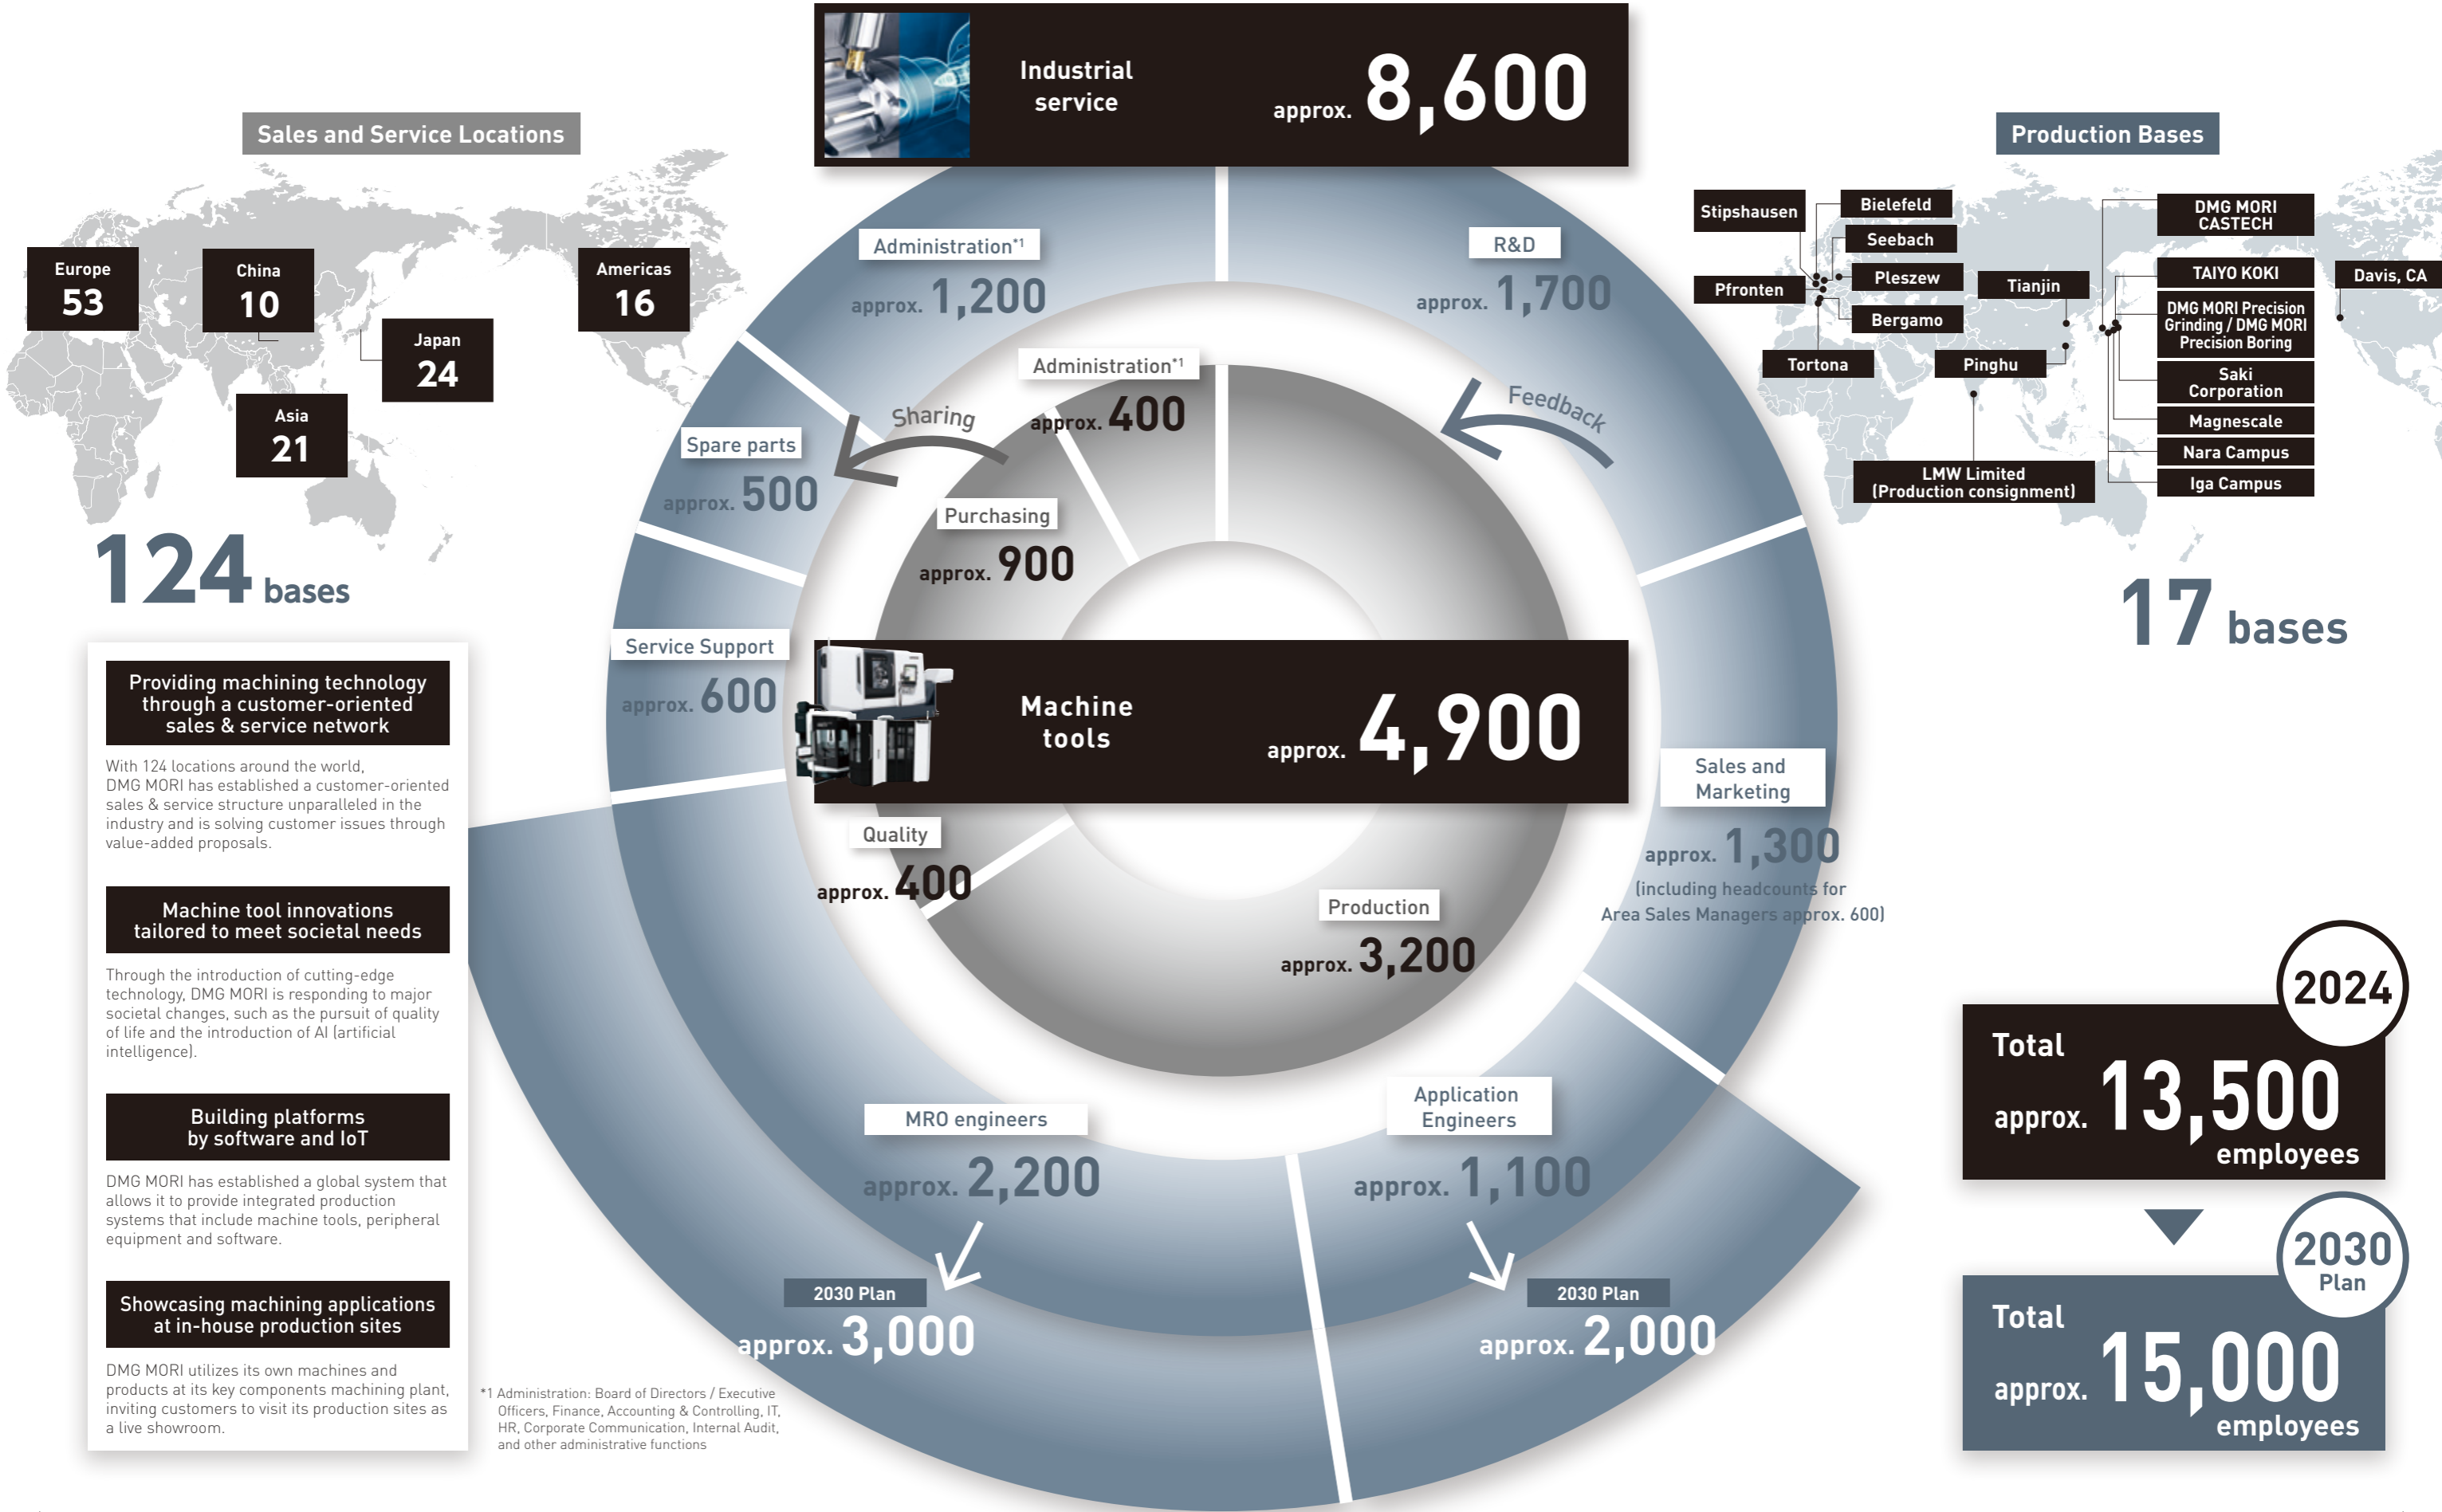 Industrial
service
approx. 8,600
Sales and Service Locations
Europe
53
China
10
Japan
24
Asia
21
Americas
16
124 bases
Production Bases
Stipshausen
Bielefeld
Seebach
Pleszew
Pfronten
Bergamo
Tortona
Tianjin
Pinghu
LMW Limited
(Production consignment)
DMG MORI
CASTECH
TAIYO KOKI
DMG MORI Precision
Grinding / DMG MORI
Precision Boring
Saki
Corporation
Magnescale
Nara Campus
Iga Campus
Davis, CA
17 bases
Administration*1
approx. 1,200
R&D
approx. 1,700
Administration*1
approx. 400
Sharing
Feedback
Spare parts
approx. 500
Purchasing
approx. 900
Service Support
approx. 600
Machine
tools
approx. 4,900
Sales and
Marketing
approx. 1,300
(including headcounts for
Area Sales Managers approx. 600)
Quality
approx. 400
Production
approx. 3,200
MRO engineers
approx. 2,200
Application
Engineers
approx. 1,100
2030 Plan
approx. 3,000
2030 Plan
approx. 2,000
Providing machining technology
through a customer-oriented
sales & service network
With 124 locations around the world,
DMG MORI has established a customer-oriented
sales & service structure unparalleled in the
industry and is solving customer issues through
value-added proposals.
Machine tool innovations
tailored to meet societal needs
Through the introduction of cutting-edge
technology, DMG MORI is responding to major
societal changes, such as the pursuit of quality
of life and the introduction of AI (artificial
intelligence).
Building platforms
by software and IoT
DMG MORI has established a global system that
allows it to provide integrated production
systems that include machine tools, peripheral
equipment and software.
Showcasing machining applications
at in-house production sites
DMG MORI utilizes its own machines and
products at its key components machining plant,
inviting customers to visit its production sites as
a live showroom.
*1 Administration: Board of Directors / Executive
Officers, Finance, Accounting & Controlling, IT,
HR, Corporate Communication, Internal Audit,
and other administrative functions
2024
Total
approx. 13,500
employees
2030
Plan
Total
approx. 15,000
employees